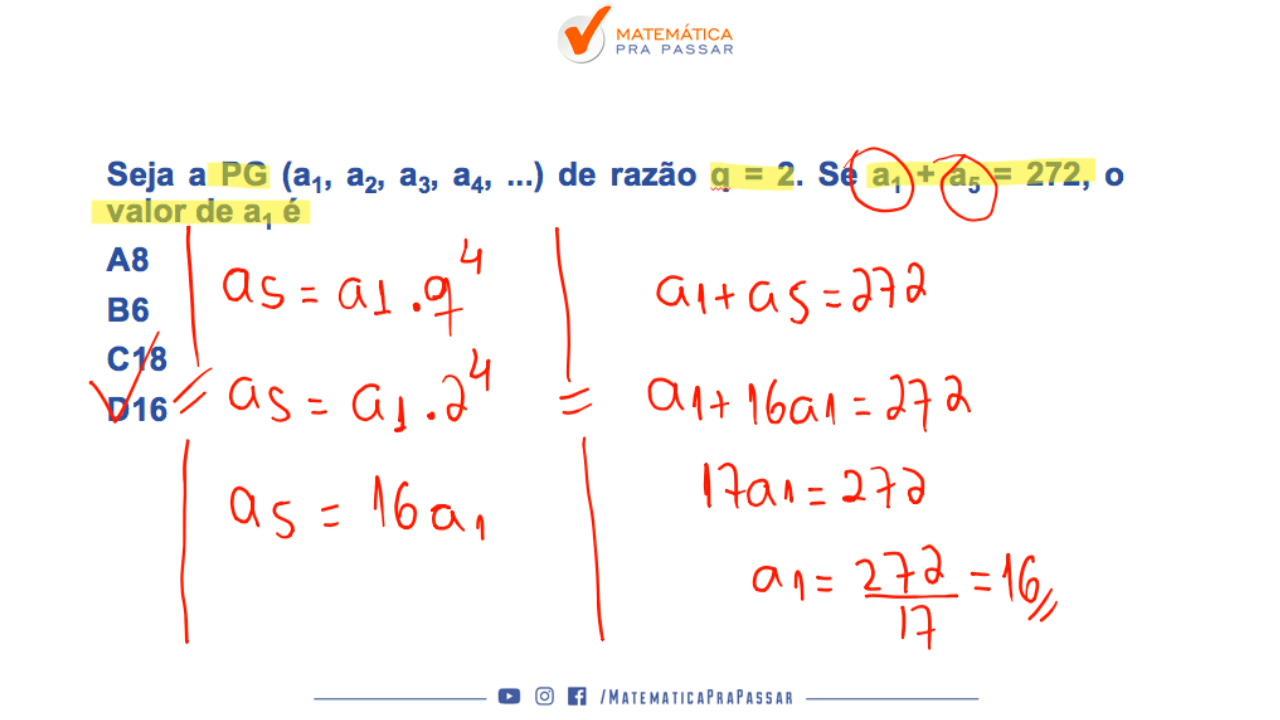 MATEMÁTICA
PRA PASSAR
Seja a PG (a₁, a₂, a₃, a₄, ...) de razão q = 2. Se a₁ + a₅ = 272, o
valor de a₁ é
A8
B6
C18
D16
a5 = a1 . q⁴
a5 = a1 . 2⁴
a5 = 16a1
a1 + a5 = 272
a1 + 16a1 = 272
17a1 = 272
a1 = 272/17 = 16
/MATEMATICAPRAPASSAR